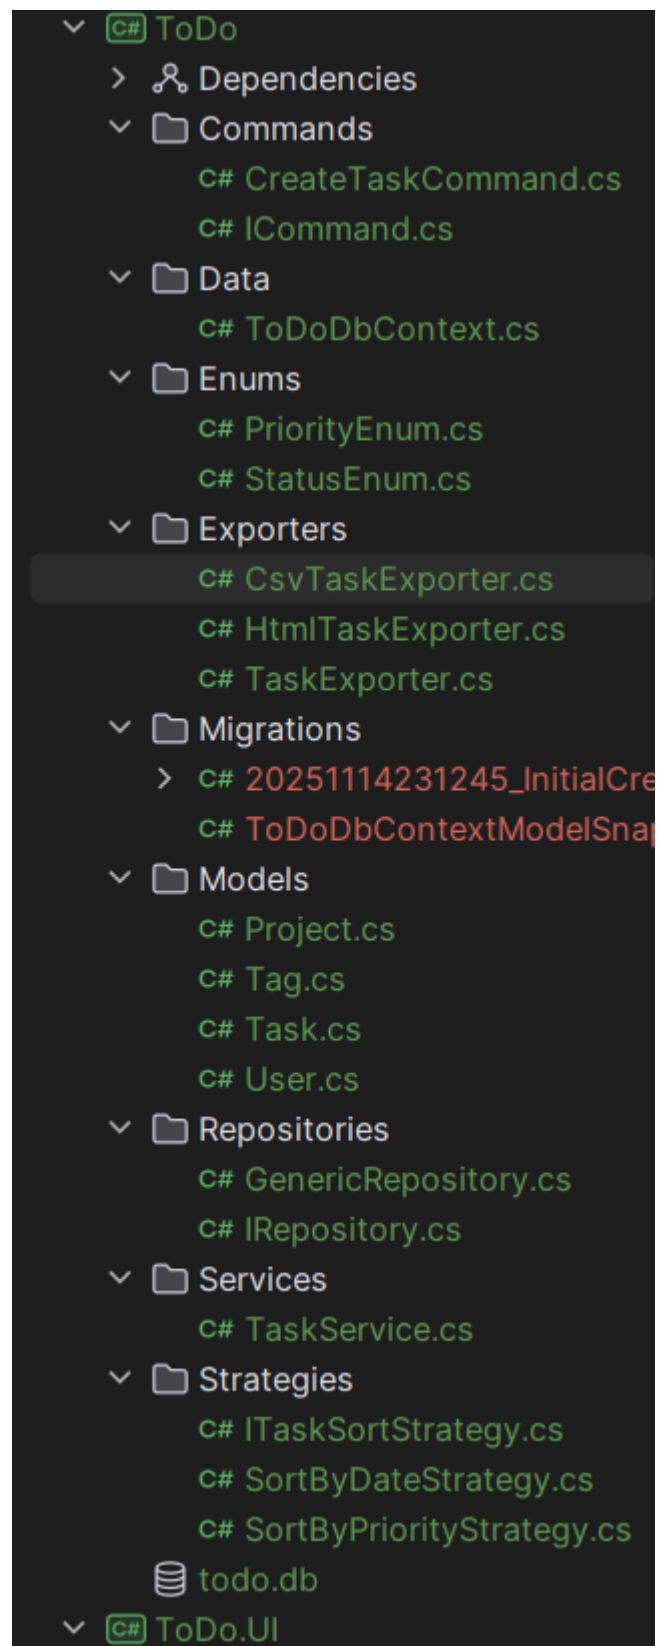 C# ToDo
Dependencies
Commands
C# CreateTaskCommand.cs
C# ICommand.cs
Data
C# ToDoDbContext.cs
Enums
C# PriorityEnum.cs
C# StatusEnum.cs
Exporters
C# CsvTaskExporter.cs
C# HtmlTaskExporter.cs
C# TaskExporter.cs
Migrations
C# 20251114231245_InitialCre
C# ToDoDbContextModelSnap
Models
C# Project.cs
C# Tag.cs
C# Task.cs
C# User.cs
Repositories
C# GenericRepository.cs
C# IRepository.cs
Services
C# TaskService.cs
Strategies
C# ITaskSortStrategy.cs
C# SortByDateStrategy.cs
C# SortByPriorityStrategy.cs
todo.db
C# ToDo.UI